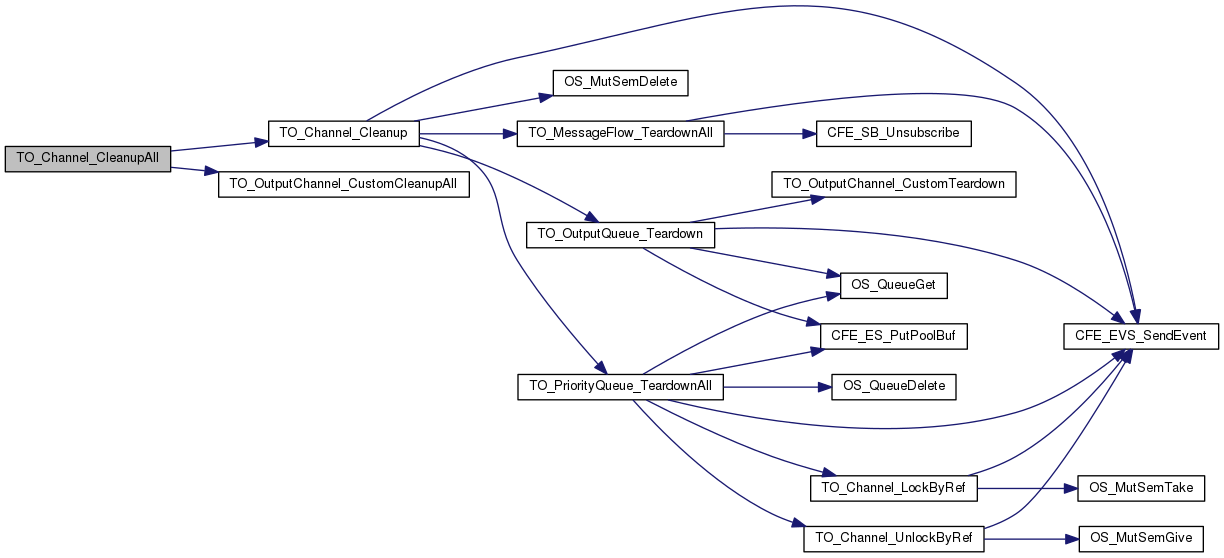 TO_Channel_CleanupAll
TO_Channel_Cleanup
TO_OutputChannel_CustomCleanupAll
OS_MutSemDelete
TO_MessageFlow_TeardownAll
CFE_SB_Unsubscribe
TO_OutputChannel_CustomTeardown
TO_OutputQueue_Teardown
OS_QueueGet
CFE_ES_PutPoolBuf
CFE_EVS_SendEvent
TO_PriorityQueue_TeardownAll
OS_QueueDelete
TO_Channel_LockByRef
OS_MutSemTake
TO_Channel_UnlockByRef
OS_MutSemGive